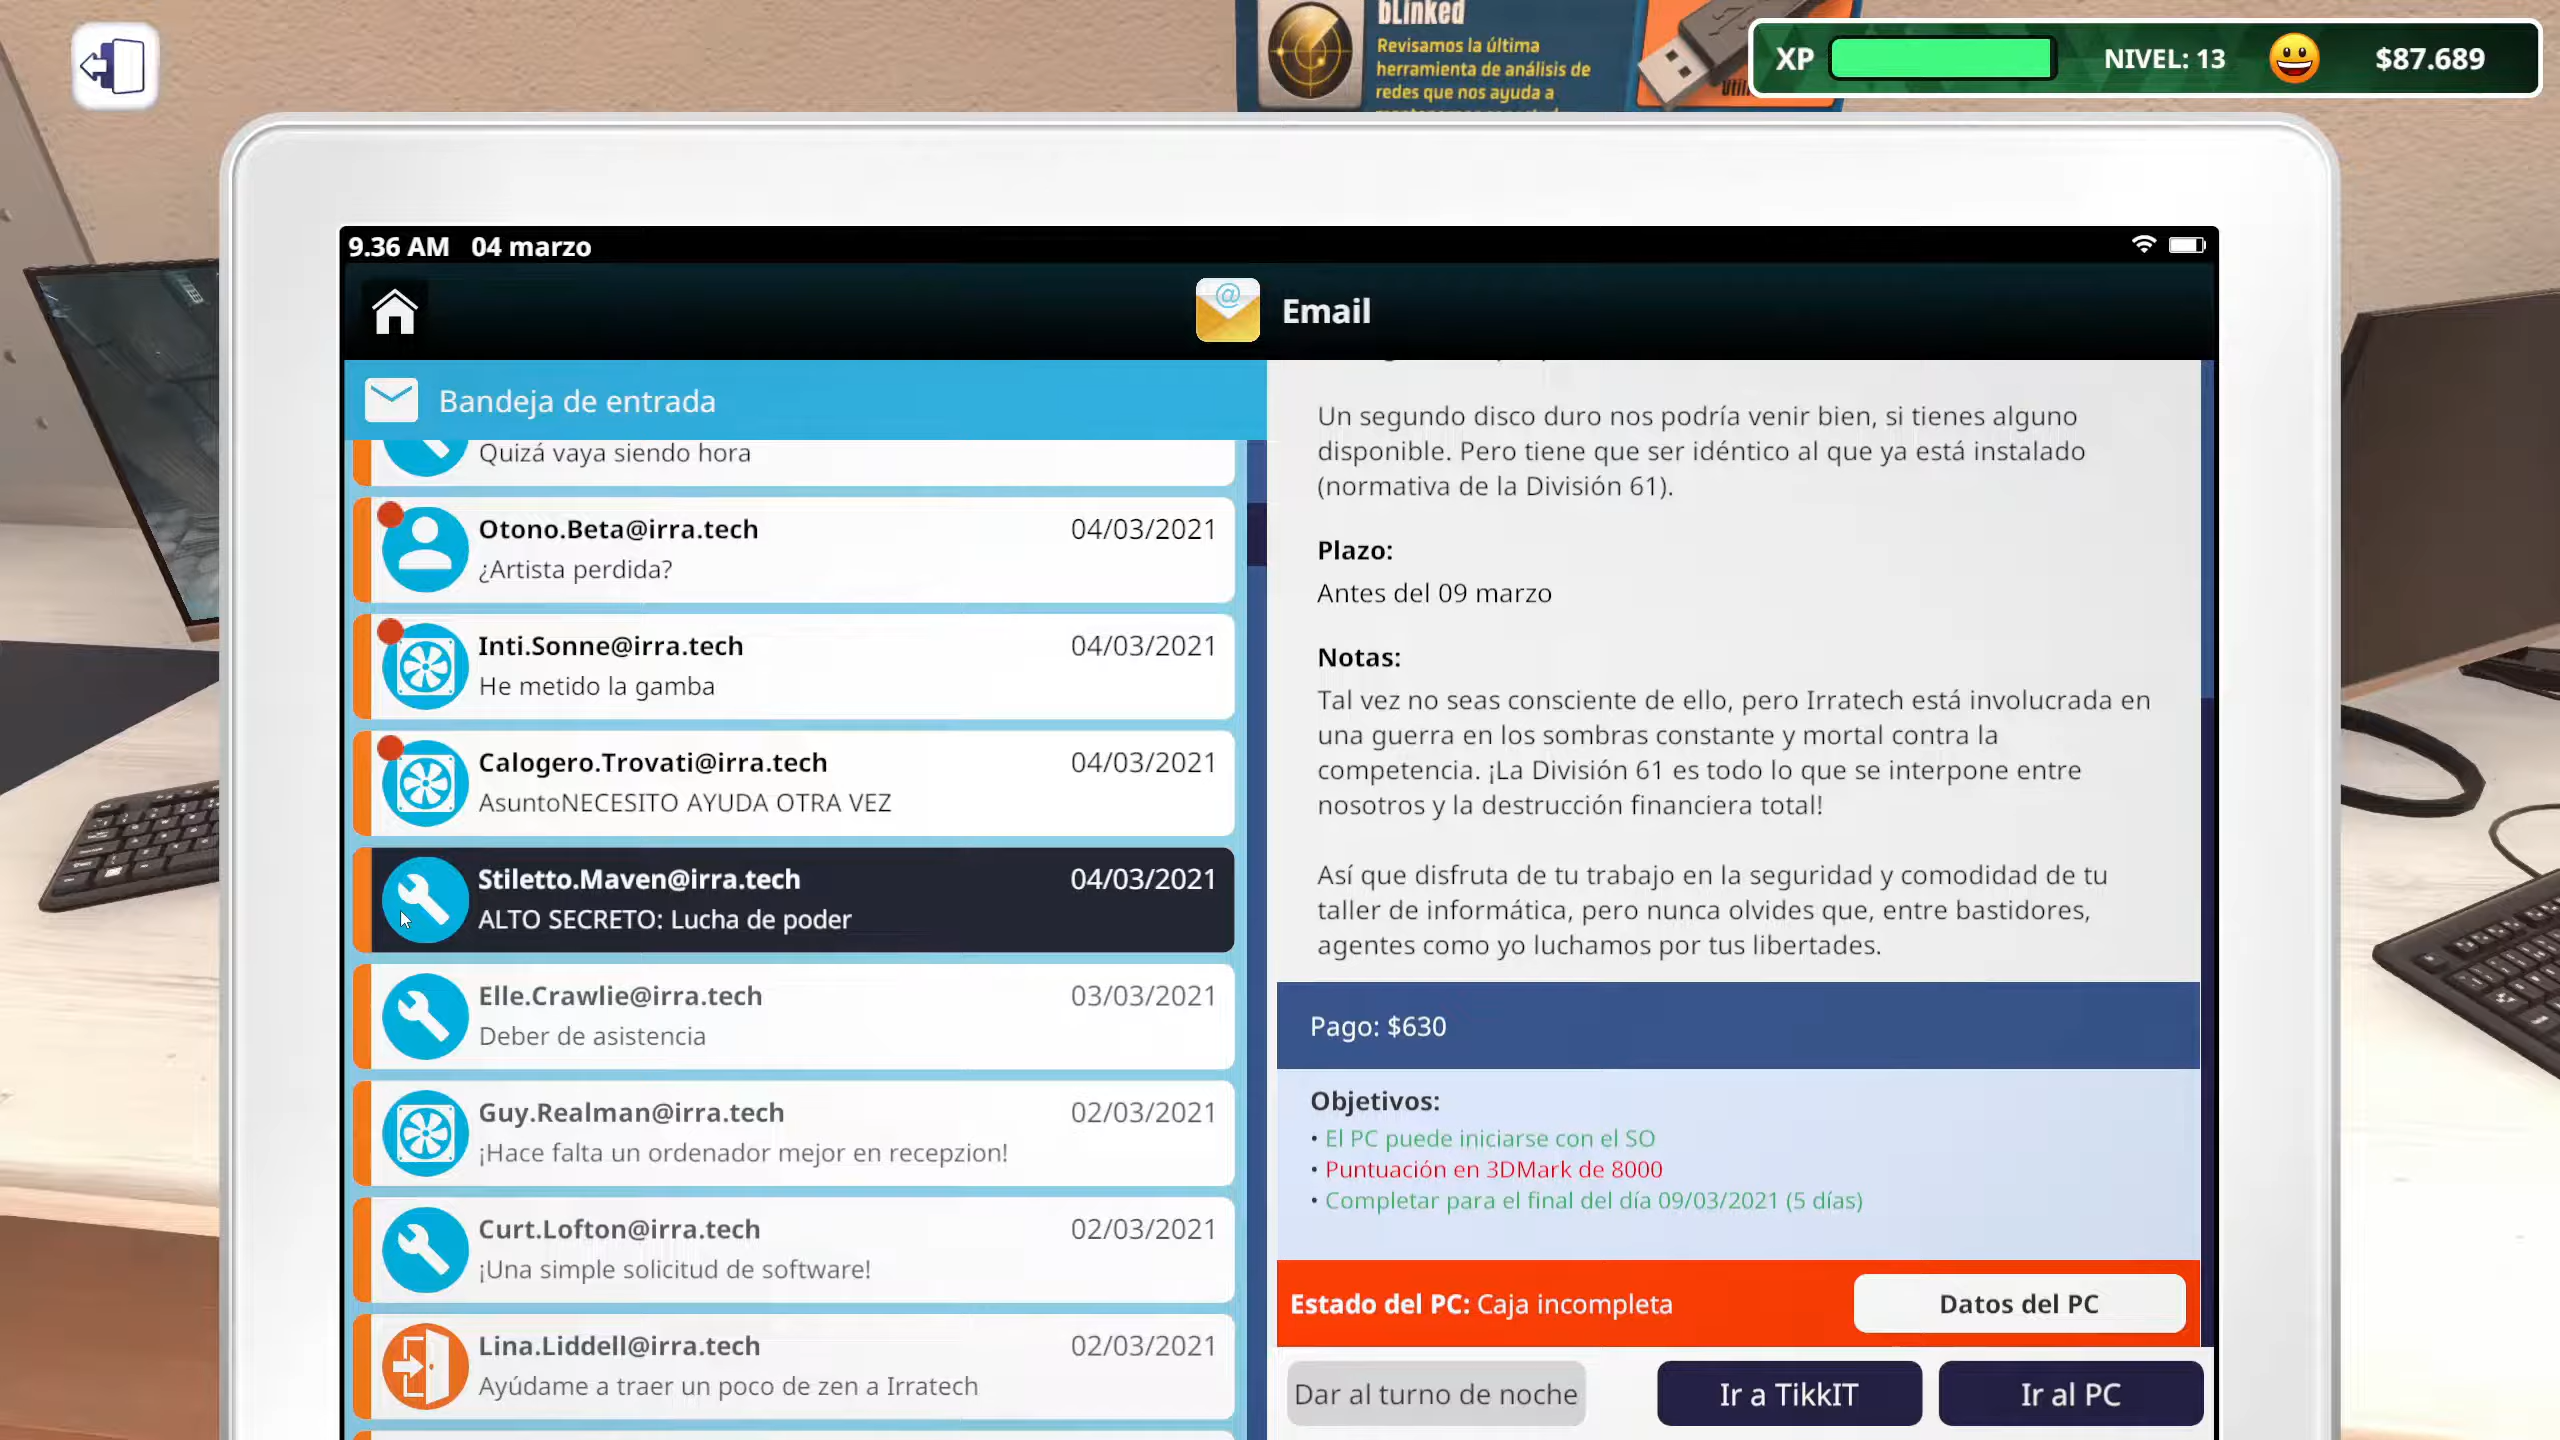 bLinked
Revisamos la última
herramienta de análisis de
redes que nos ayuda a
XP
NIVEL: 13
$87.689
9.36 AM 04 marzo
Email
Bandeja de entrada
Quizá vaya siendo hora
Otono.Beta@irra.tech
04/03/2021
¿Artista perdida?
Inti.Sonne@irra.tech
04/03/2021
He metido la gamba
Calogero.Trovati@irra.tech
04/03/2021
AsuntoNECESITO AYUDA OTRA VEZ
Stiletto.Maven@irra.tech
04/03/2021
ALTO SECRETO: Lucha de poder
Elle.Crawlie@irra.tech
03/03/2021
Deber de asistencia
Guy.Realman@irra.tech
02/03/2021
¡Hace falta un ordenador mejor en recepzion!
Curt.Lofton@irra.tech
02/03/2021
¡Una simple solicitud de software!
Lina.Liddell@irra.tech
02/03/2021
Ayúdame a traer un poco de zen a Irratech
Un segundo disco duro nos podría venir bien, si tienes alguno
disponible. Pero tiene que ser idéntico al que ya está instalado
(normativa de la División 61).
Plazo:
Antes del 09 marzo
Notas:
Tal vez no seas consciente de ello, pero Irratech está involucrada en
una guerra en los sombras constante y mortal contra la
competencia. ¡La División 61 es todo lo que se interpone entre
nosotros y la destrucción financiera total!
Así que disfruta de tu trabajo en la seguridad y comodidad de tu
taller de informática, pero nunca olvides que, entre bastidores,
agentes como yo luchamos por tus libertades.
Pago: $630
Objetivos:
• El PC puede iniciarse con el SO
• Puntuación en 3DMark de 8000
• Completar para el final del día 09/03/2021 (5 días)
Estado del PC: Caja incompleta
Datos del PC
Dar al turno de noche
Ir a TikkIT
Ir al PC